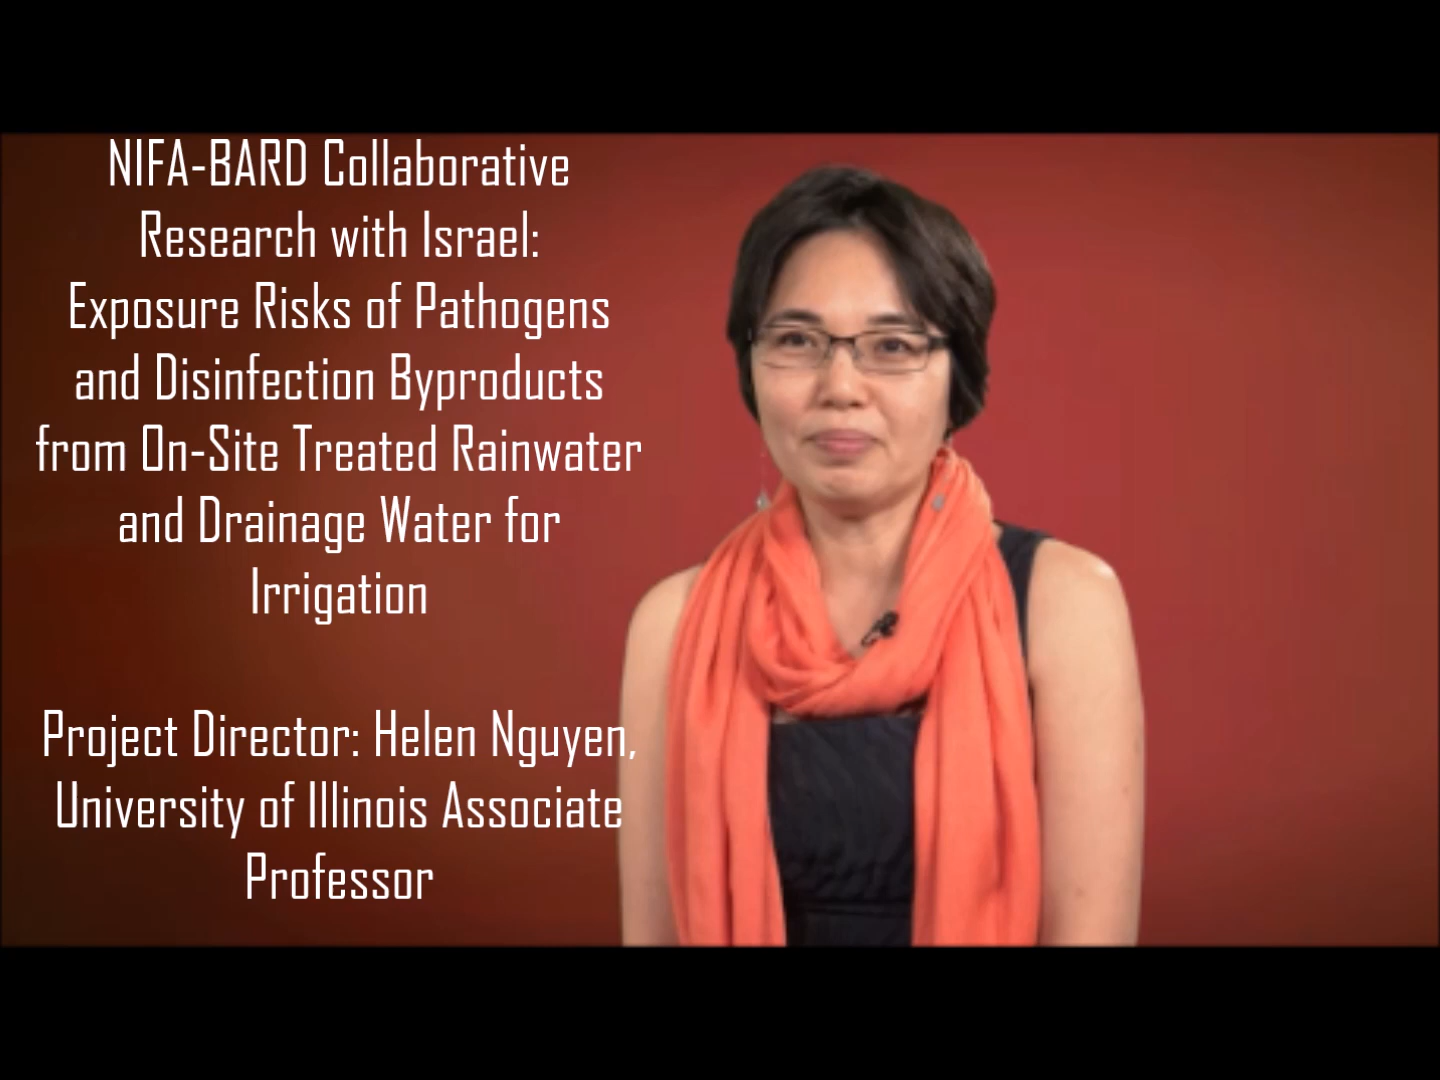 NIFA-BARD Collaborative
Research with Israel:
Exposure Risks of Pathogens
and Disinfection Byproducts
from On-Site Treated Rainwater
and Drainage Water for
Irrigation
Project Director: Helen Nguyen,
University of Illinois Associate
Professor